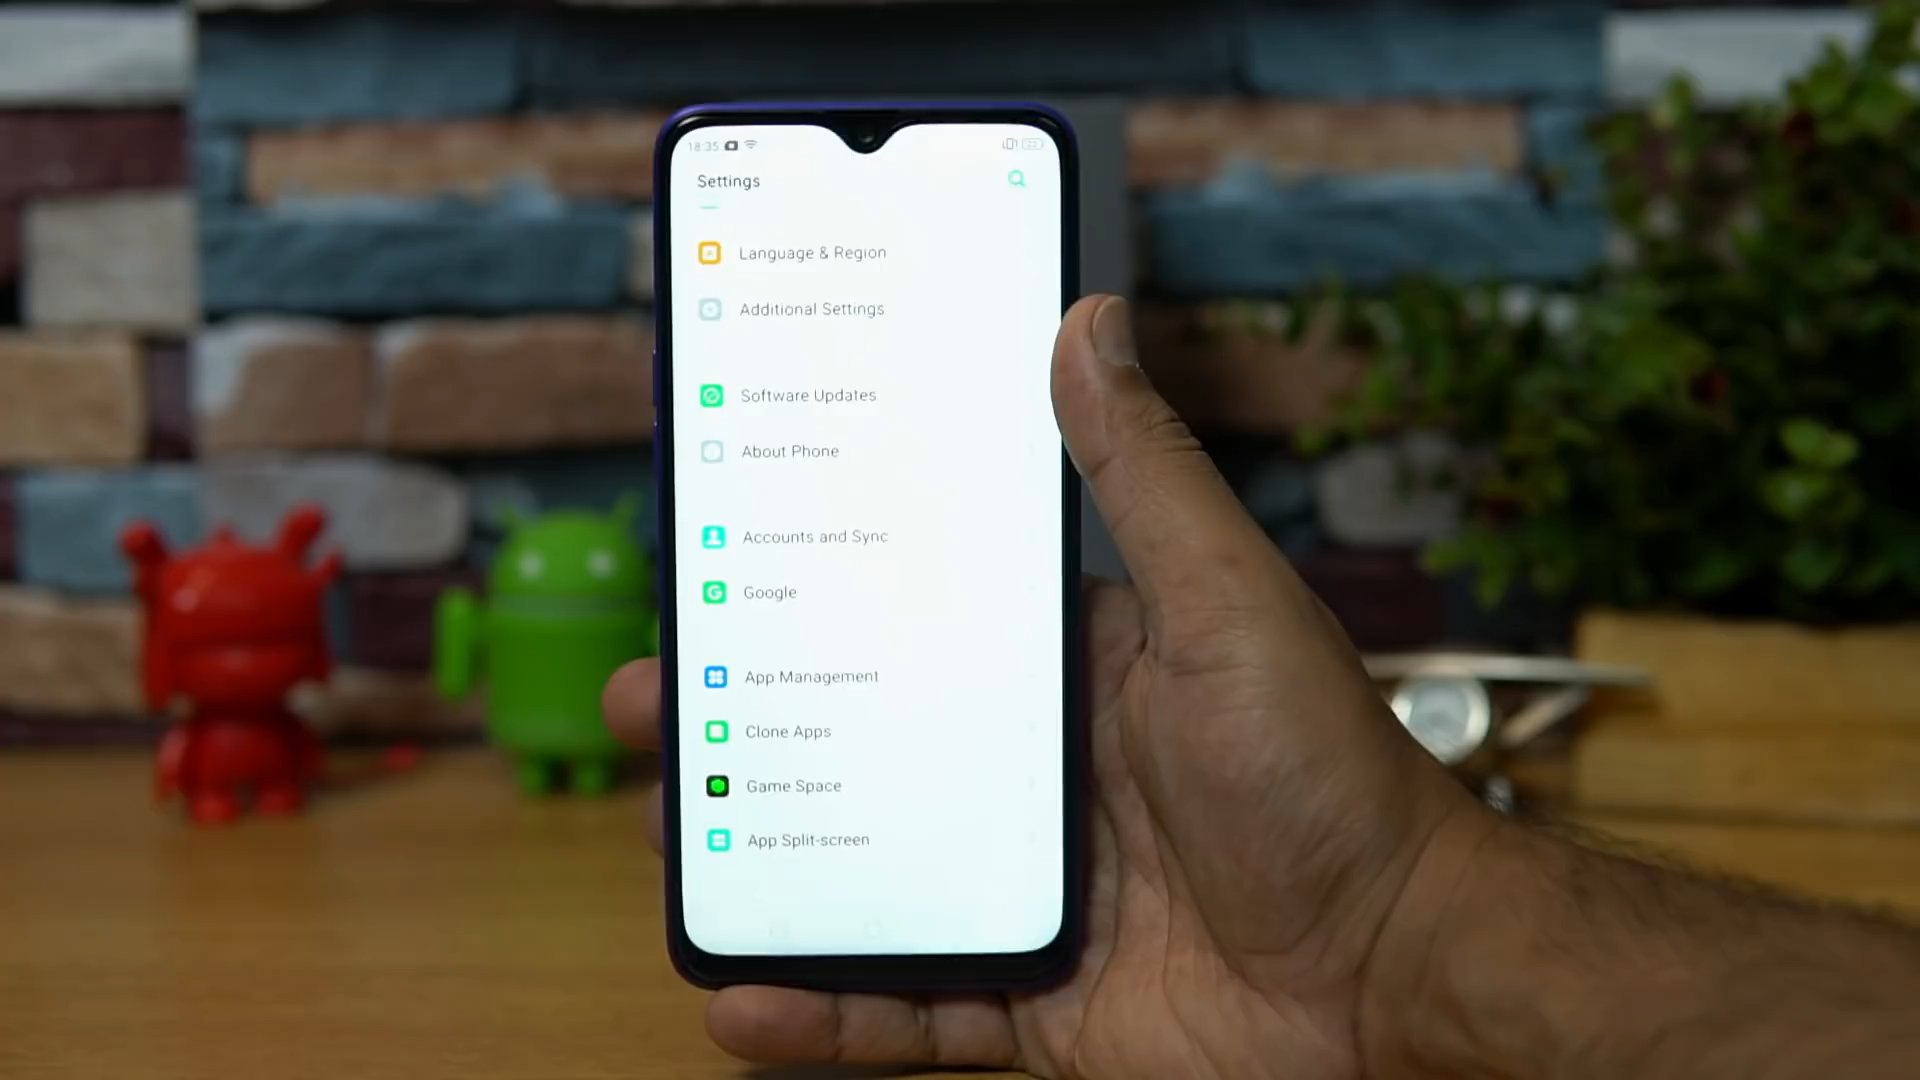 18:35
Settings
Language & Region
Additional Settings
Software Updates
About Phone
Accounts and Sync
Google
App Management
Clone Apps
Game Space
App Split-screen